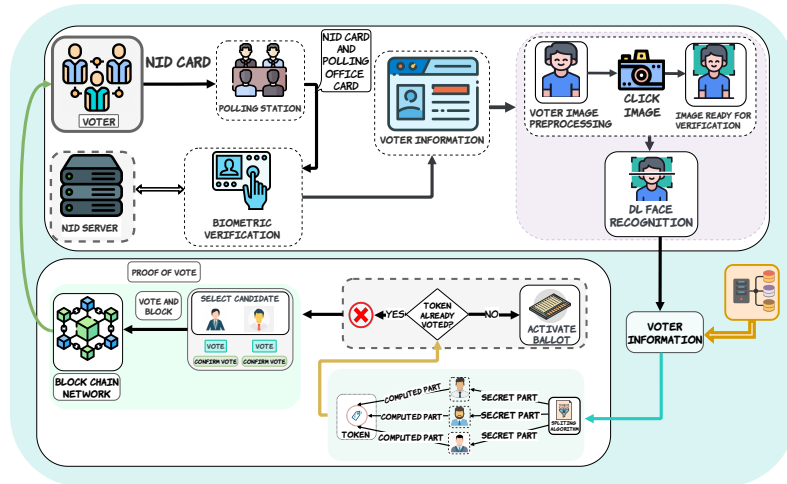 VOTER
NID CARD
POLLING STATION
NID CARD
AND
POLLING
OFFICE
CARD
VOTER INFORMATION
VOTER IMAGE
PREPROCESSING
CLICK
IMAGE
IMAGE READY FOR
VERIFICATION
NID SERVER
BIOMETRIC
VERIFICATION
DL FACE
RECOGNITION
PROOF OF VOTE
VOTE AND
BLOCK
SELECT CANDIDATE
VOTE
VOTE
CONFIRM VOTE
CONFIRM VOTE
BLOCK CHAIN
NETWORK
YES
TOKEN
ALREADY
VOTED?
NO
ACTIVATE
BALLOT
VOTER
INFORMATION
COMPUTED PART
SECRET PART
COMPUTED PART
SECRET PART
COMPUTED PART
SECRET PART
TOKEN
SPLITING
ALGORITHM